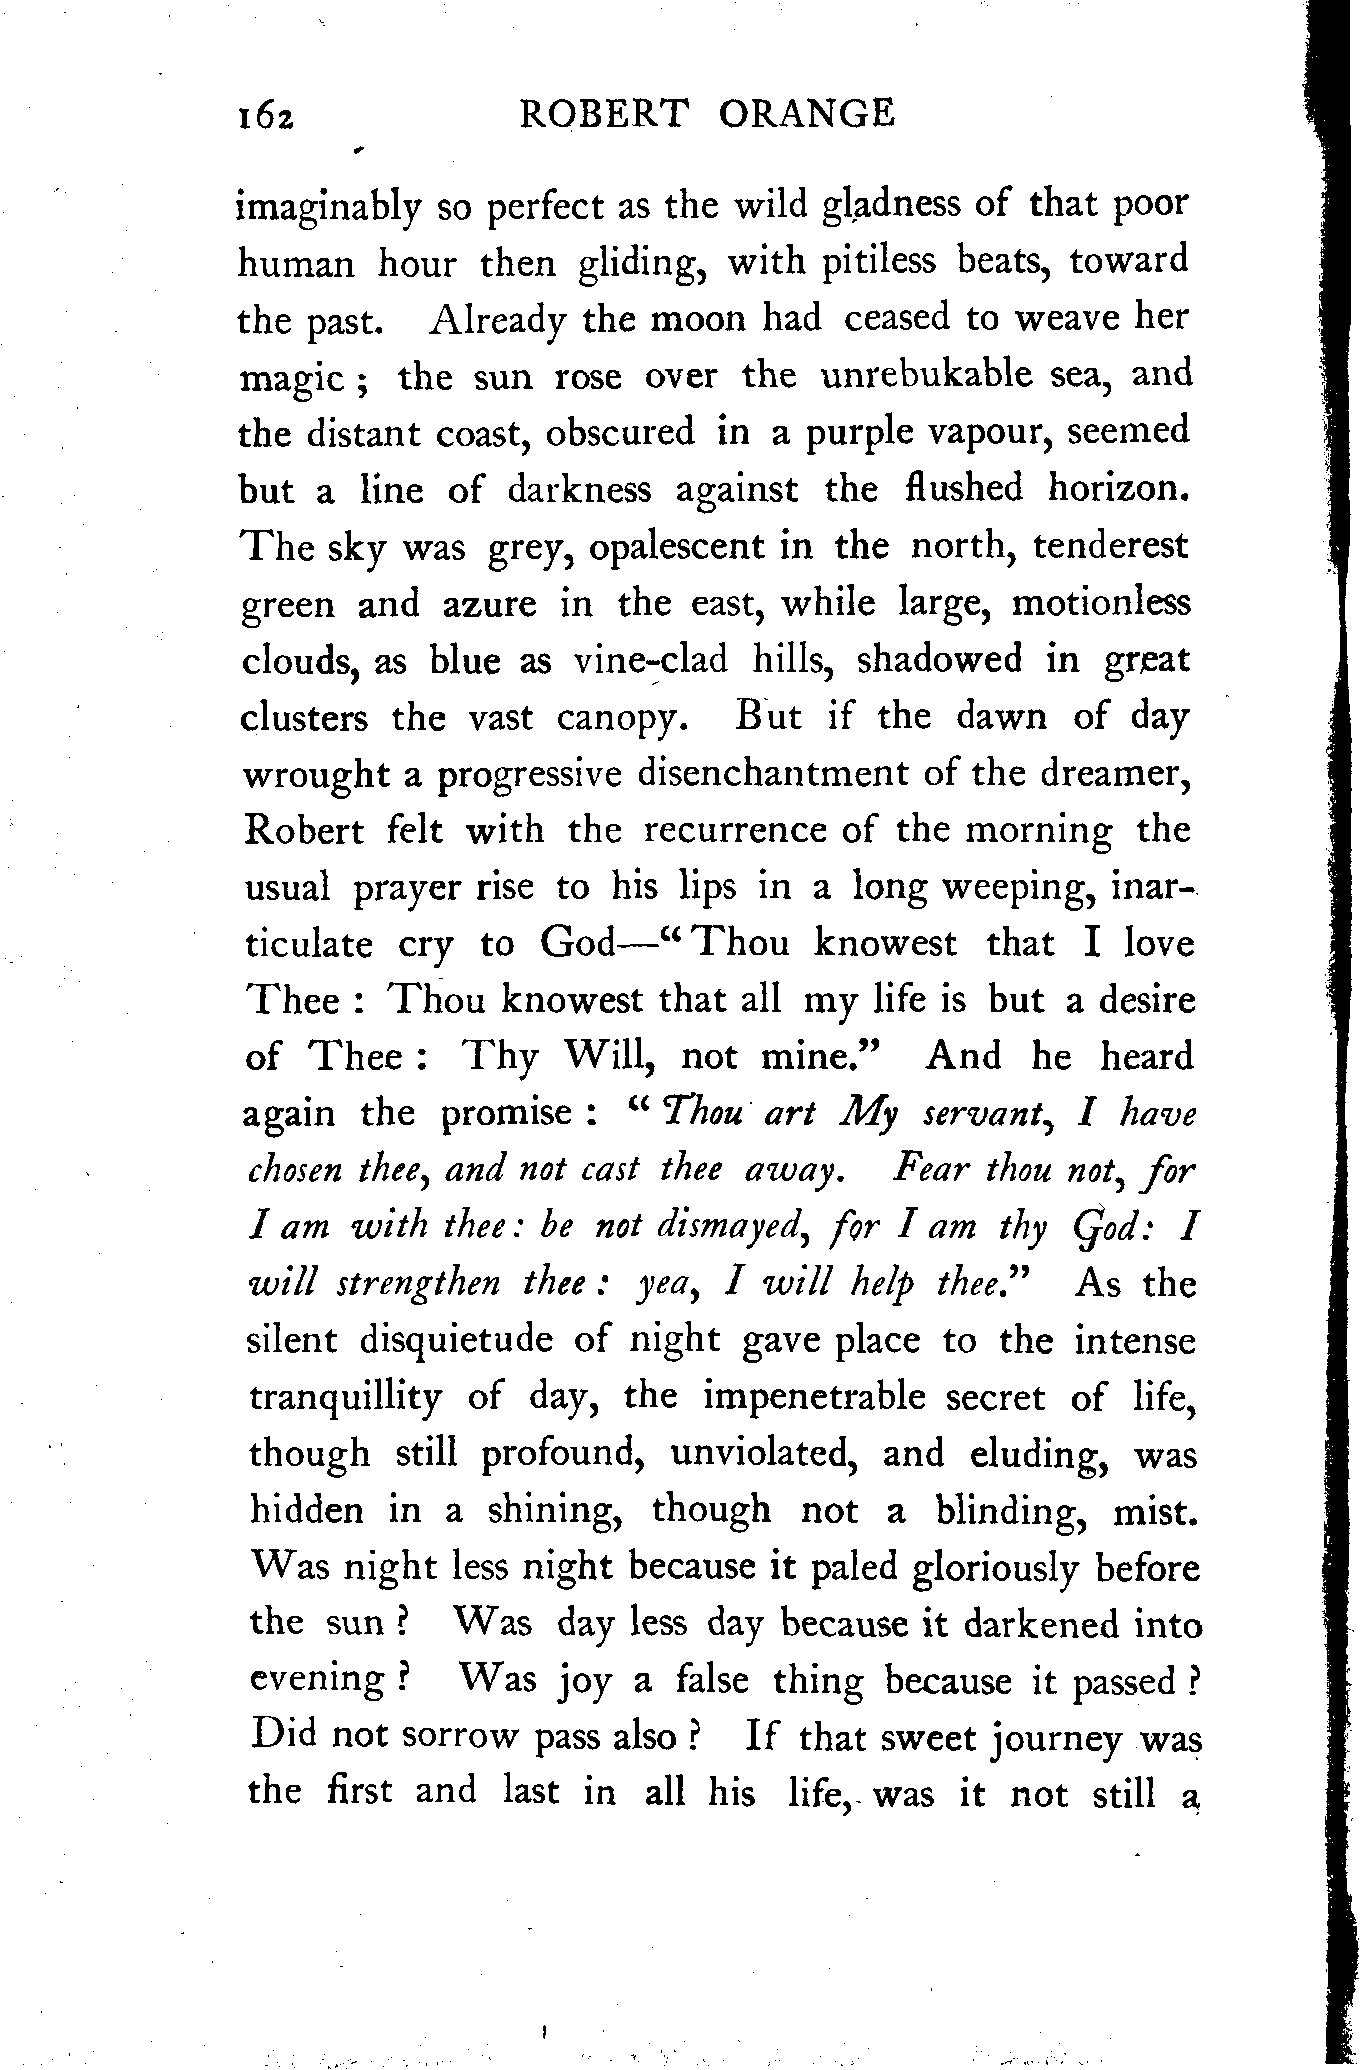 162 ROBERT ORANGE
imaginably so perfect as the wild gladness of that poor
human hour then gliding, with pitiless beats, toward
the past. Already the moon had ceased to weave her
magic ; the sun rose over the unrebukable sea, and
the distant coast, obscured in a purple vapour, seemed
but a line of darkness against the flushed horizon.
The sky was grey, opalescent in the north, tenderest
green and azure in the east, while large, motionless
clouds, as blue as vine-clad hills, shadowed in great
clusters the vast canopy. But if the dawn of day
wrought a progressive disenchantment of the dreamer,
Robert felt with the recurrence of the morning the
usual prayer rise to his lips in a long weeping, inar-
ticulate cry to God—“Thou knowest that I love
Thee : Thou knowest that all my life is but a desire
of Thee : Thy Will, not mine.” And he heard
again the promise : “Thou art My servant, I have
chosen thee, and not cast thee away. Fear thou not, for
I am with thee: be not dismayed, for I am thy God: I
will strengthen thee : yea, I will help thee.” As the
silent disquietude of night gave place to the intense
tranquillity of day, the impenetrable secret of life,
though still profound, unviolated, and eluding, was
hidden in a shining, though not a blinding, mist.
Was night less night because it paled gloriously before
the sun ? Was day less day because it darkened into
evening ? Was joy a false thing because it passed ?
Did not sorrow pass also ? If that sweet journey was
the first and last in all his life, was it not still a